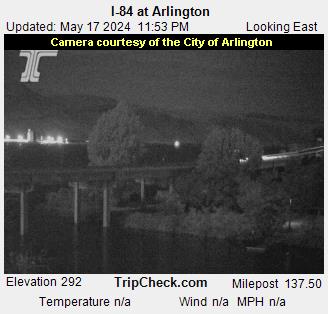 I-84 at Arlington
Updated: May 17 2024 11:53 PM Looking East
Camera courtesy of the City of Arlington
Elevation 292 TripCheck.com Milepost 137.50
Temperature n/a Wind n/a MPH n/a